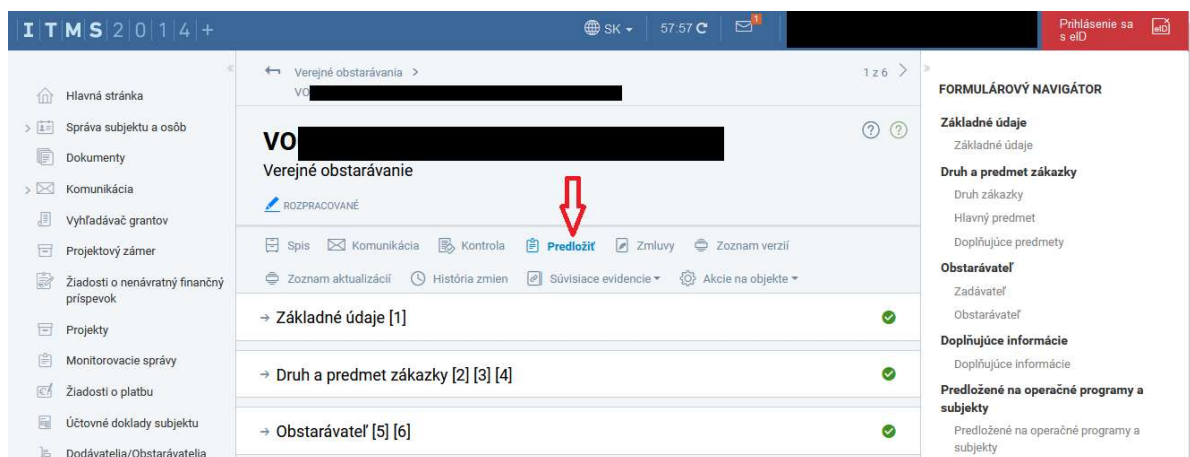 ITMS2014+
SK
57:57
1
Prihlásenie sa
s eID
eID
Hlavná stránka
Správa subjektu a osôb
Dokumenty
Komunikácia
Vyhľadávač grantov
Projektový zámer
Žiadosti o nenávratný finančný
príspevok
Projekty
Monitorovacie správy
Žiadosti o platbu
Účtovné doklady subjektu
Dodávatelia/Obstarávatelia
Verejné obstarávania >
VO
1 z 6 >
VO
Verejné obstarávanie
ROZPRACOVANÉ
Spis Komunikácia Kontrola Predložiť Zmluvy Zoznam verzií
Zoznam aktualizácií História zmien Súvisiace evidencie Akcie na objekte
→ Základné údaje [1]
→ Druh a predmet zákazky [2] [3] [4]
→ Obstarávateľ [5] [6]
FORMULÁROVÝ NAVIGÁTOR
Základné údaje
Základné údaje
Druh a predmet zákazky
Druh zákazky
Hlavný predmet
Doplňujúce predmety
Obstarávateľ
Zadávateľ
Obstarávateľ
Doplňujúce informácie
Doplňujúce informácie
Predložené na operačné programy a
subjekty
Predložené na operačné programy a
subjekty